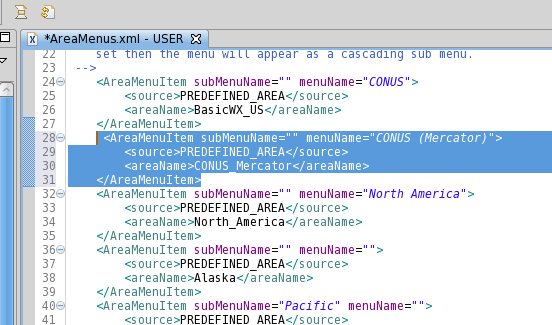 *AreaMenus.xml - USER
22 set then the menu will appear as a cascading sub menu.
23 -->
24 <AreaMenuItem subMenuName="" menuName="CONUS">
25 <source>PREDEFINED_AREA</source>
26 <areaName>BasicWX_US</areaName>
27 </AreaMenuItem>
28 <AreaMenuItem subMenuName="" menuName="CONUS (Mercator)">
29 <source>PREDEFINED_AREA</source>
30 <areaName>CONUS_Mercator</areaName>
31 </AreaMenuItem>
32 <AreaMenuItem subMenuName="" menuName="North America">
33 <source>PREDEFINED_AREA</source>
34 <areaName>North_America</areaName>
35 </AreaMenuItem>
36 <AreaMenuItem subMenuName="" menuName="">
37 <source>PREDEFINED_AREA</source>
38 <areaName>Alaska</areaName>
39 </AreaMenuItem>
40 <AreaMenuItem subMenuName="Pacific" menuName="">
41 <source>PREDEFINED_AREA</source>